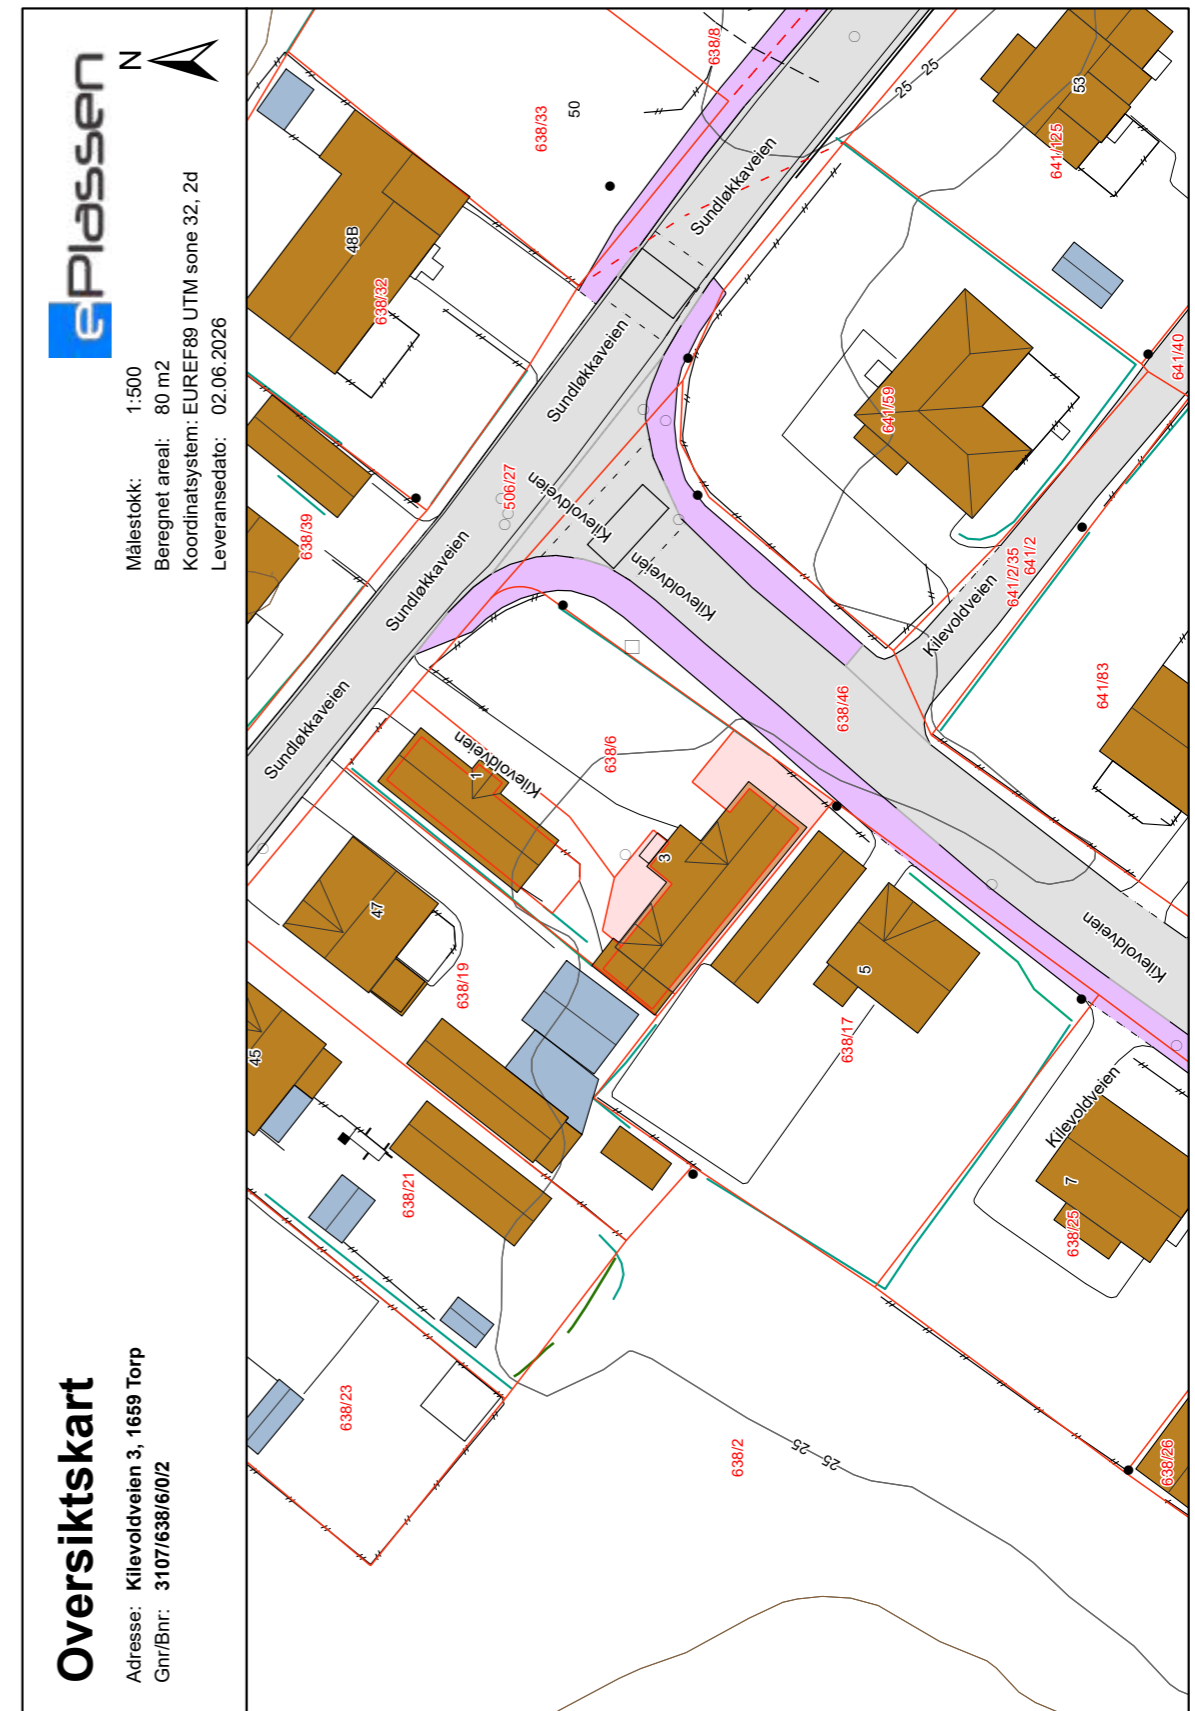 Oversiktskart
Adresse: Kilevoldveien 3, 1659 Torp
Gnr/Bnr: 3107/638/6/0/2
Målestokk: 1:500
Beregnet areal: 80 m2
Koordinatsystem: EUREF89 UTM sone 32, 2d
Leveransedato: 02.06.2026
ePlassen
N
638/8
638/33
50
25
25
53
641/125
Sundløkkaveien
48B
638/32
Sundløkkaveien
641/59
641/40
506/27
Kilevoldveien
638/39
Sundløkkaveien
Kilevoldveien
641/2/35
641/2
Kilevoldveien
641/83
638/46
Sundløkkaveien
638/6
Kilevoldveien
1
3
47
638/19
5
638/17
Kilevoldveien
45
638/21
Kilevoldveien
7
638/25
638/23
638/2
25
25
638/26